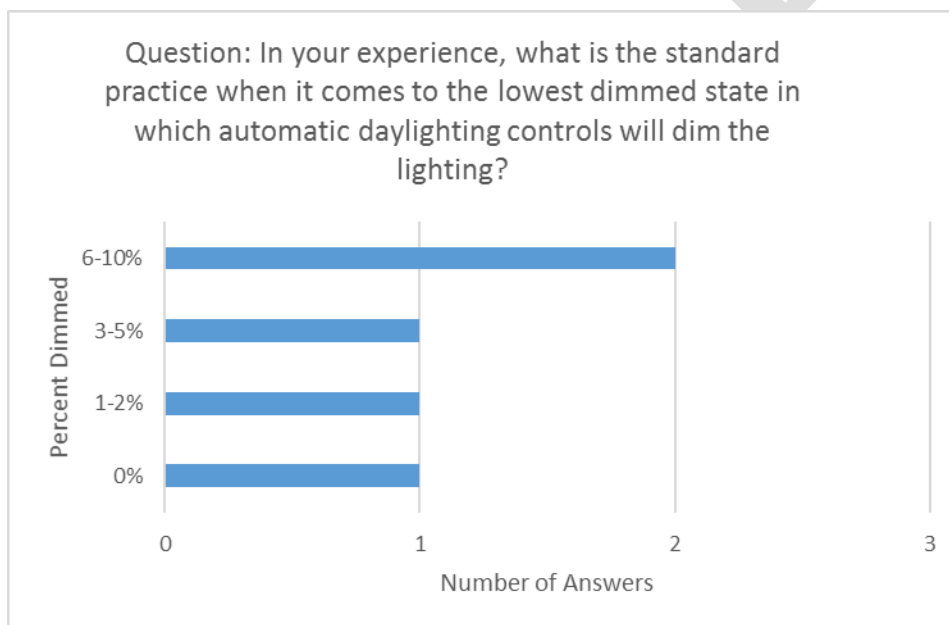 Question: In your experience, what is the standard
practice when it comes to the lowest dimmed state in
which automatic daylighting controls will dim the
lighting?
Percent Dimmed
6-10%
3-5%
1-2%
0%
0 1 2 3
Number of Answers